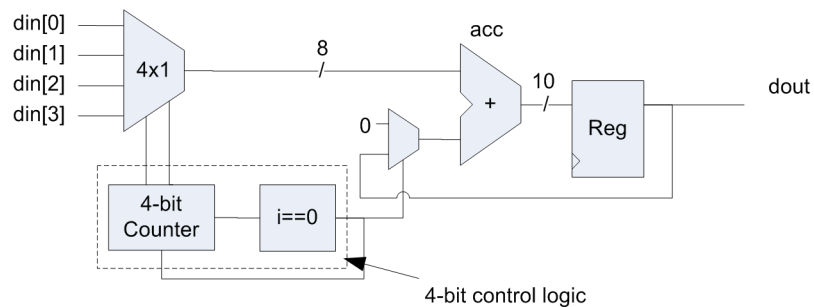 din[0]
din[1]
din[2]
din[3]
4x1
8
acc
+
10
Reg
dout
0
4-bit
Counter
i==0
4-bit control logic